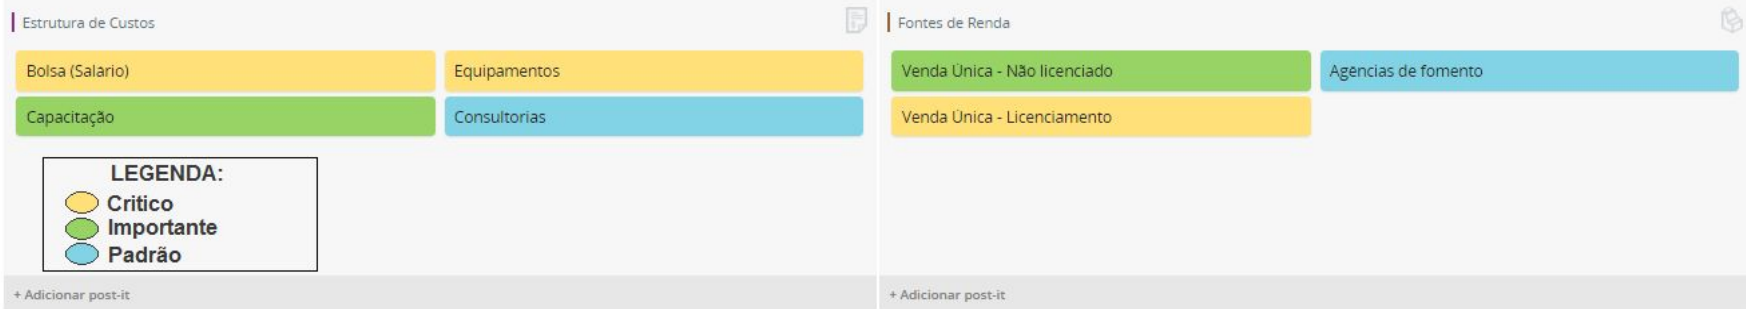 Estrutura de Custos
Bolsa (Salario)
Equipamentos
Capacitação
Consultorias
LEGENDA:
Critico
Importante
Padrão
+ Adicionar post-it
Fontes de Renda
Venda Única - Não licenciado
Agências de fomento
Venda Única - Licenciamento
+ Adicionar post-it